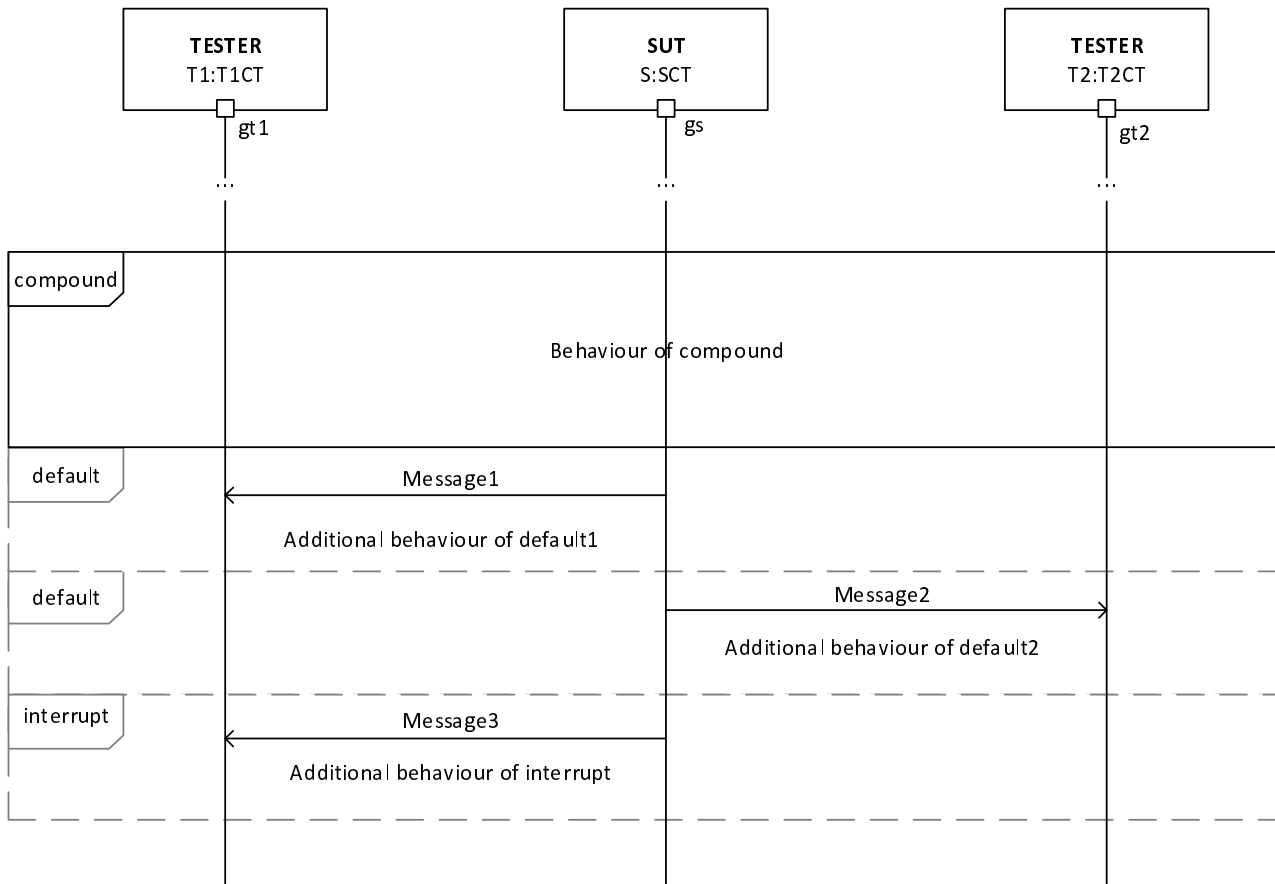 TESTER
T1:T1CT
SUT
S:SCT
TESTER
T2:T2CT
gt1
gs
gt2
...
...
...
compound
Behaviour of compound
default
Message1
Additional behaviour of default1
default
Message2
Additional behaviour of default2
interrupt
Message3
Additional behaviour of interrupt